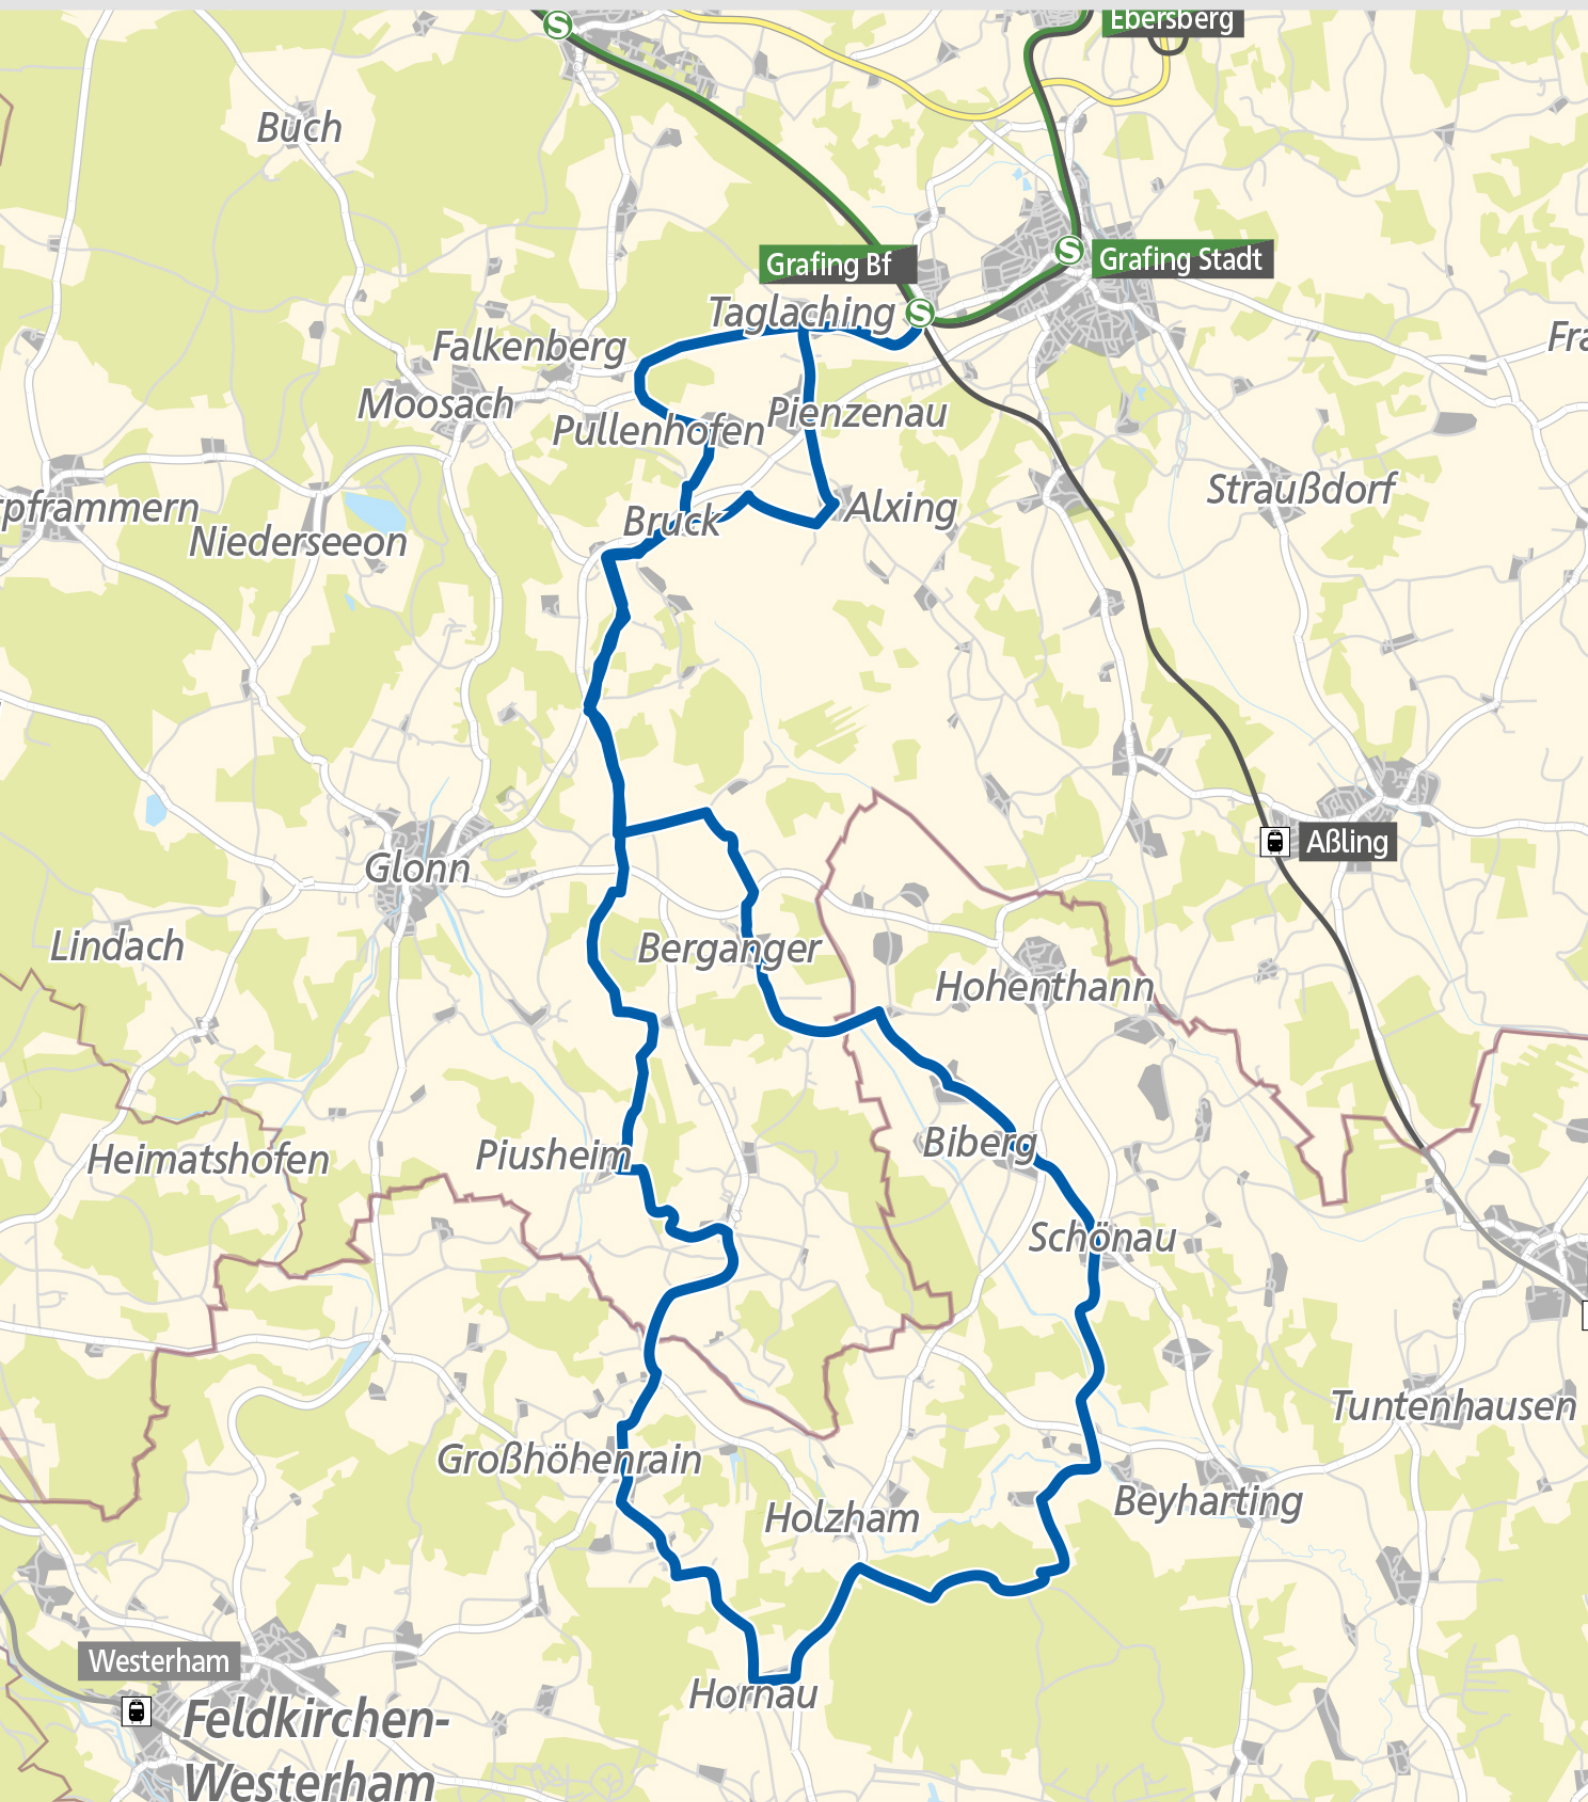 S
Ebersberg
Buch
S
Grafing Stadt
Grafing Bf
S
Taglaching
Fra
Falkenberg
Moosach
Pienzenau
Pullenhofen
Straußdorf
Alxing
pframmern
Bruck
Niederseeon
Aßling
Glonn
Lindach
Berganger
Hohenthann
Biberg
Piusheim
Heimatshofen
Schönau
Tuntenhausen
Großhöhenrain
Beyharting
Holzham
Westerham
Hornau
Feldkirchen-
Westerham